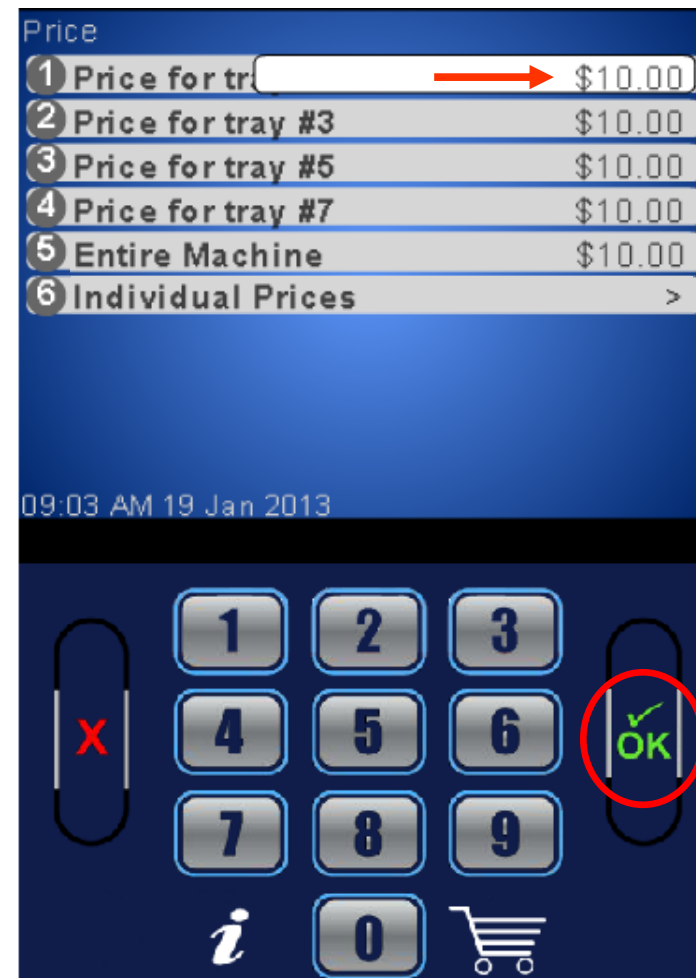 Price
1 Price for tr $10.00
2 Price for tray #3 $10.00
3 Price for tray #5 $10.00
4 Price for tray #7 $10.00
5 Entire Machine $10.00
6 Individual Prices >
09:03 AM 19 Jan 2013
1 2 3
X 4 5 6 OK
7 8 9
i 0